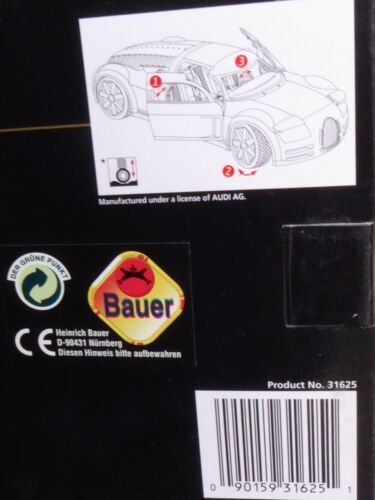 1
3
2
*
Manufactured under a license of AUDI AG.
DER GRÜNE PUNKT
Bauer
CE
Heinrich Bauer
D-90431 Nürnberg
Diesen Hinweis bitte aufbewahren
Product No. 31625
0 90159 31625 1